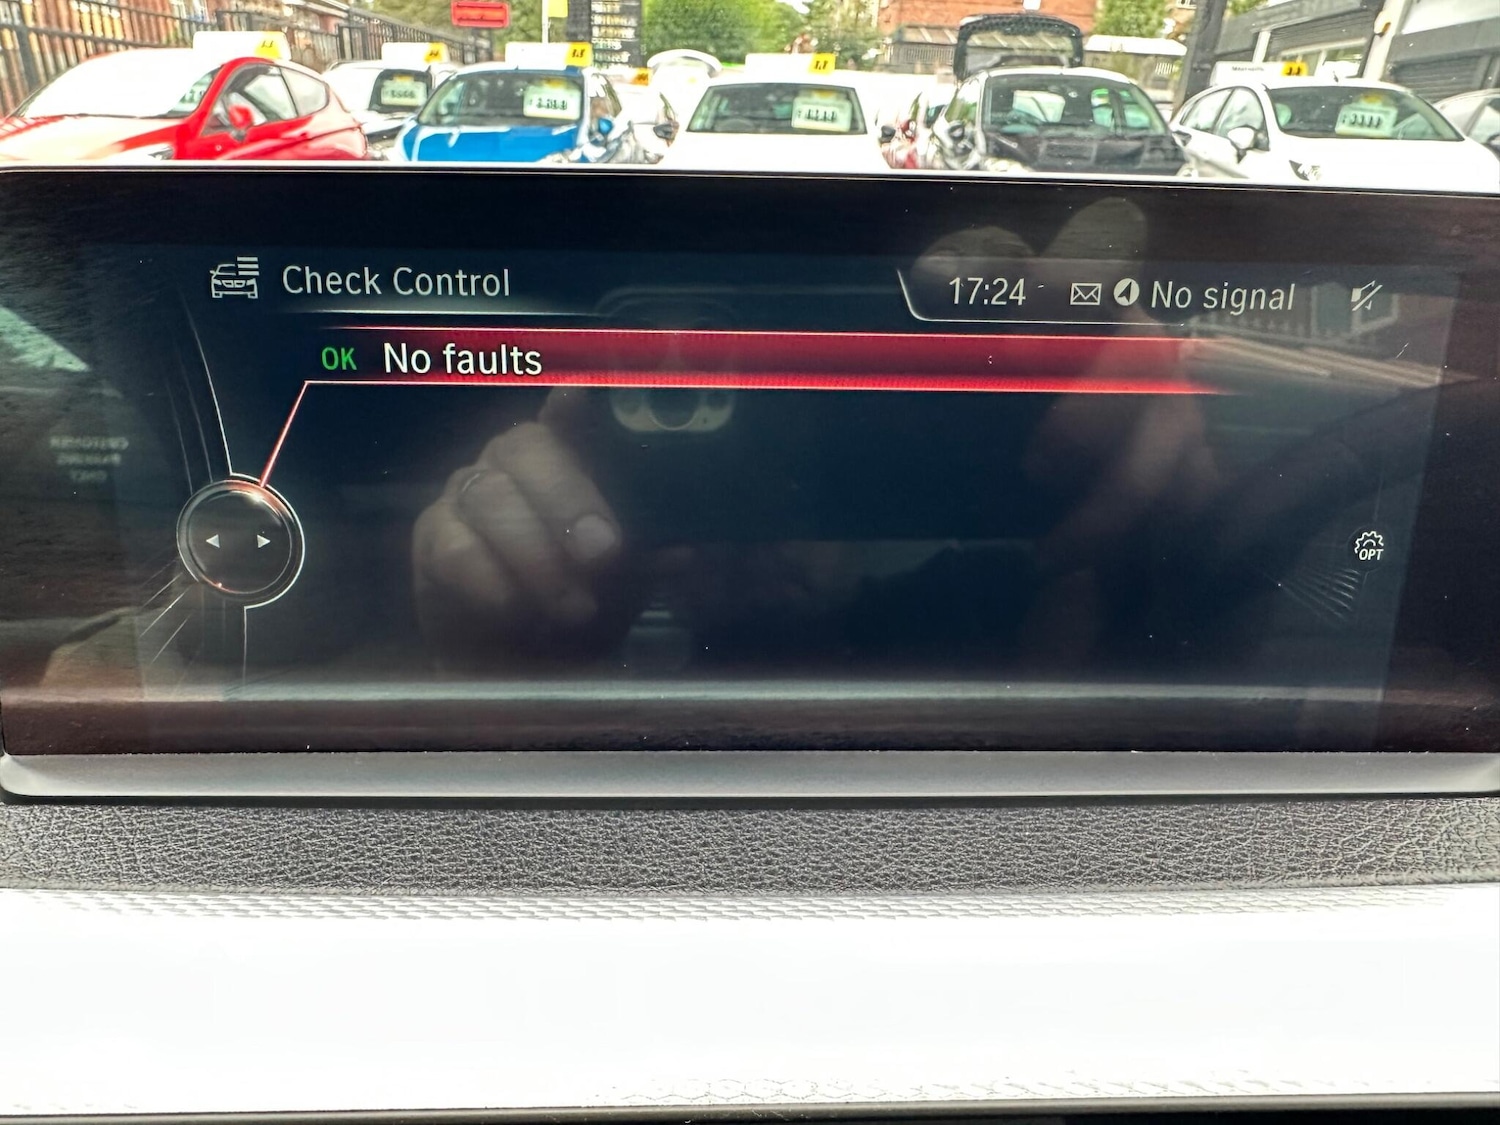 Check Control
17:24
No signal
OK No faults
OPT